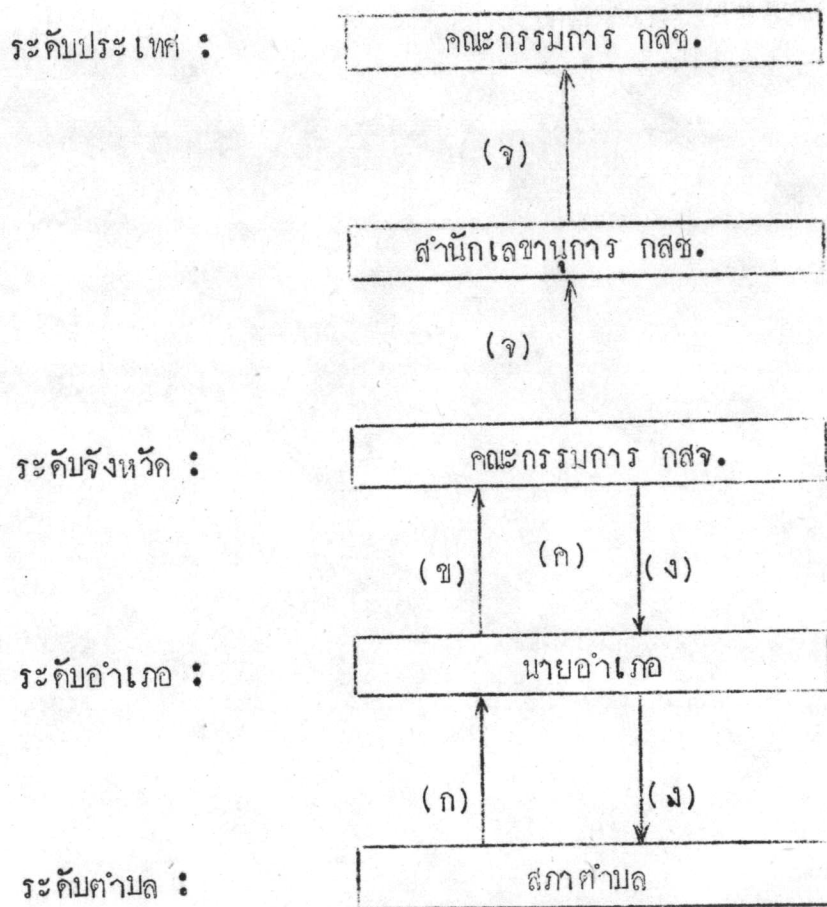 ระดับประเทศ : คณะกรรมการ กสช.
(จ)
สำนักเลขานุการ กสช.
(จ)
ระดับจังหวัด : คณะกรรมการ กสจ.
(ข) (ค) (ง)
ระดับอำเภอ : นายอำเภอ
(ก) (ง)
ระดับตำบล : สภาตำบล